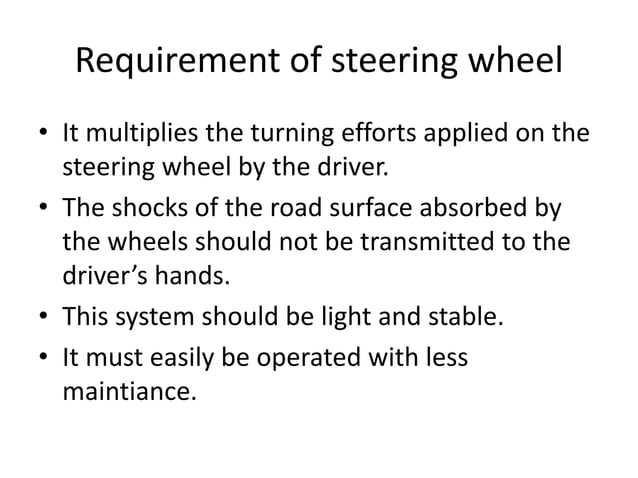 Requirement of steering wheel
• It multiplies the turning efforts applied on the
steering wheel by the driver.
• The shocks of the road surface absorbed by
the wheels should not be transmitted to the
driver’s hands.
• This system should be light and stable.
• It must easily be operated with less
maintiance.